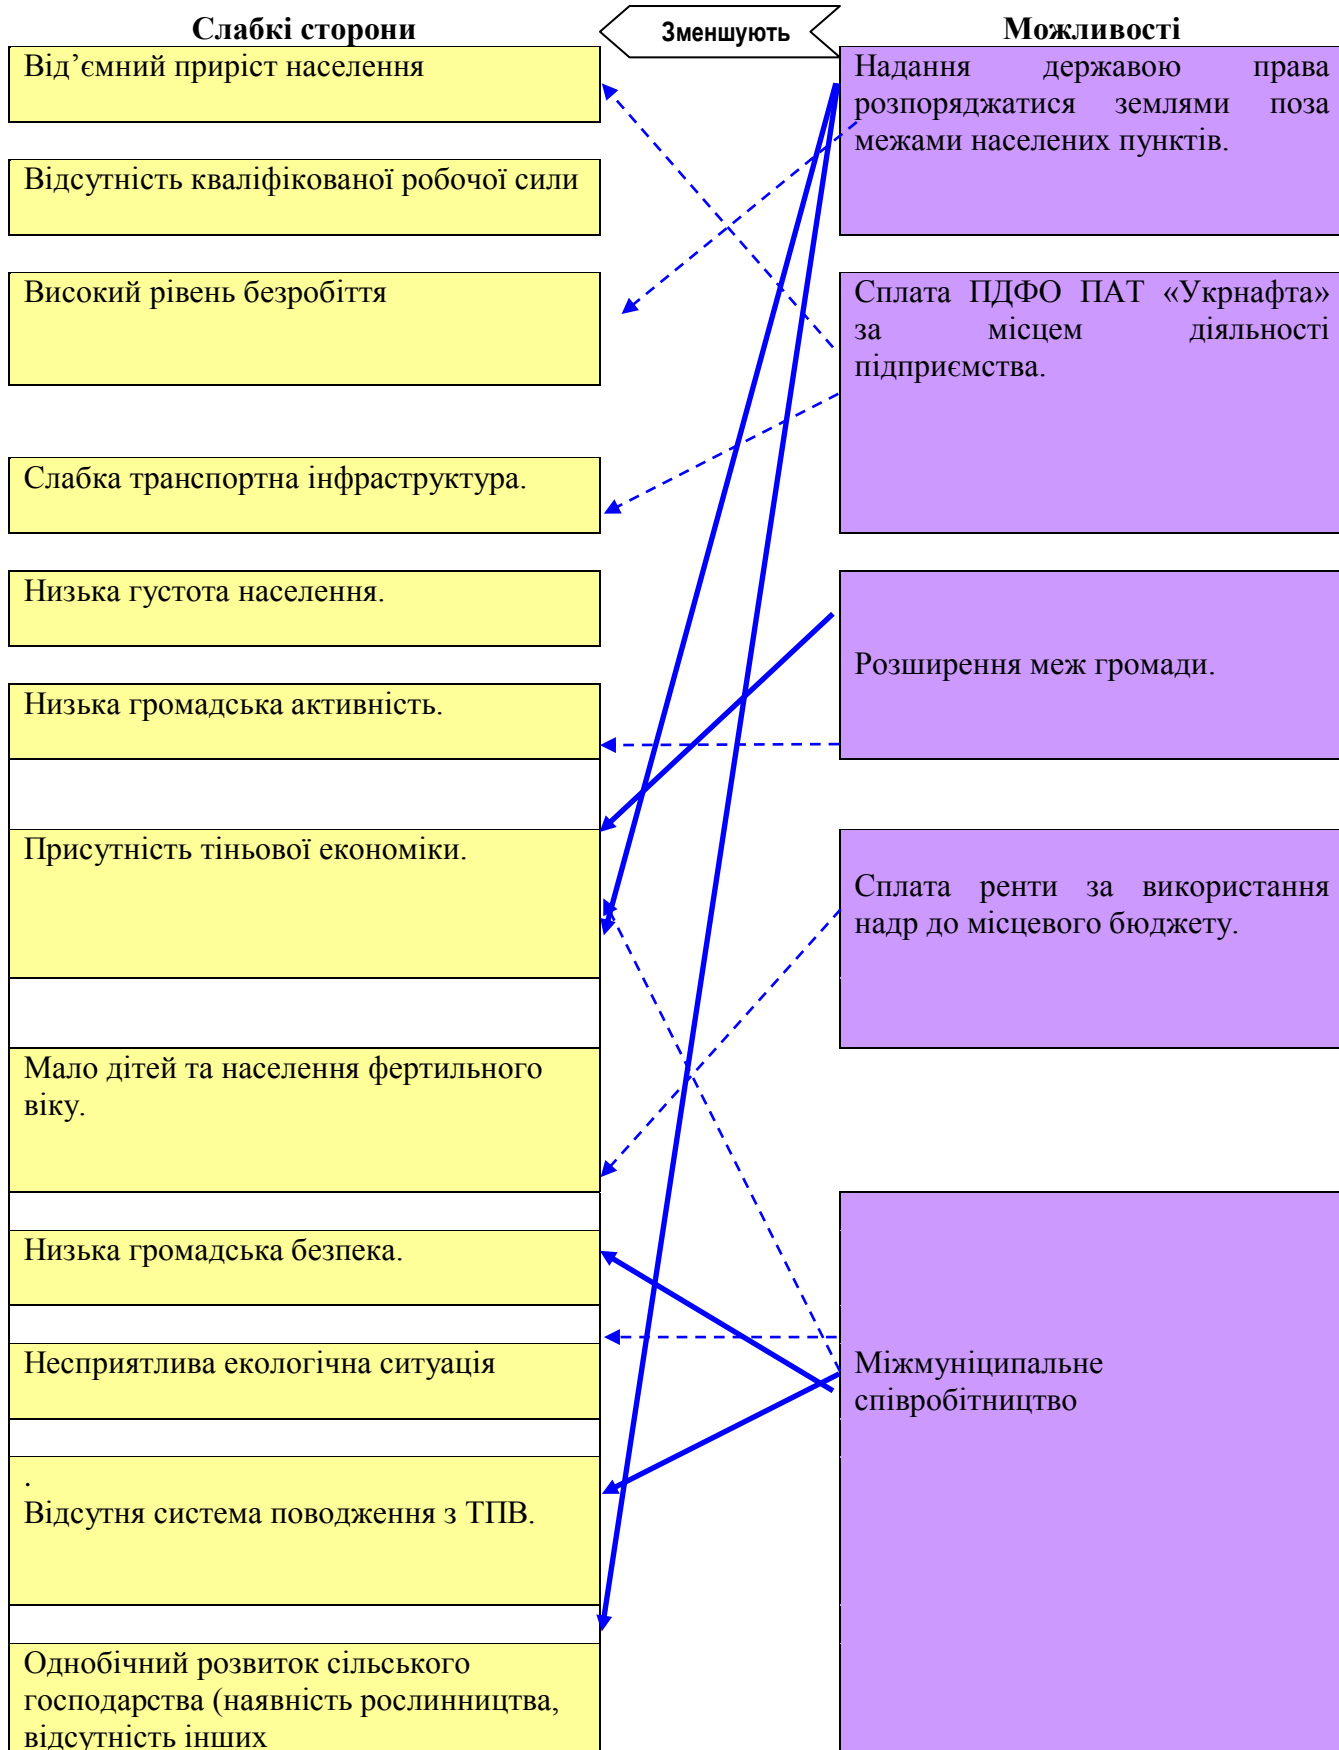 Слабкі сторони
Зменшують
Можливості
Від’ємний приріст населення
Відсутність кваліфікованої робочої сили
Високий рівень безробіття
Слабка транспортна інфраструктура.
Низька густота населення.
Низька громадська активність.
Присутність тіньової економіки.
Мало дітей та населення фертильного
віку.
Низька громадська безпека.
Несприятлива екологічна ситуація
.
Відсутня система поводження з ТПВ.
Однобічний розвиток сільського
господарства (наявність рослинництва,
відсутність інших
Надання державою права
розпоряджатися землями поза
межами населених пунктів.
Сплата ПДФО ПАТ «Укрнафта»
за місцем діяльності
підприємства.
Розширення меж громади.
Сплата ренти за використання
надр до місцевого бюджету.
Міжмуніципальне
співробітництво